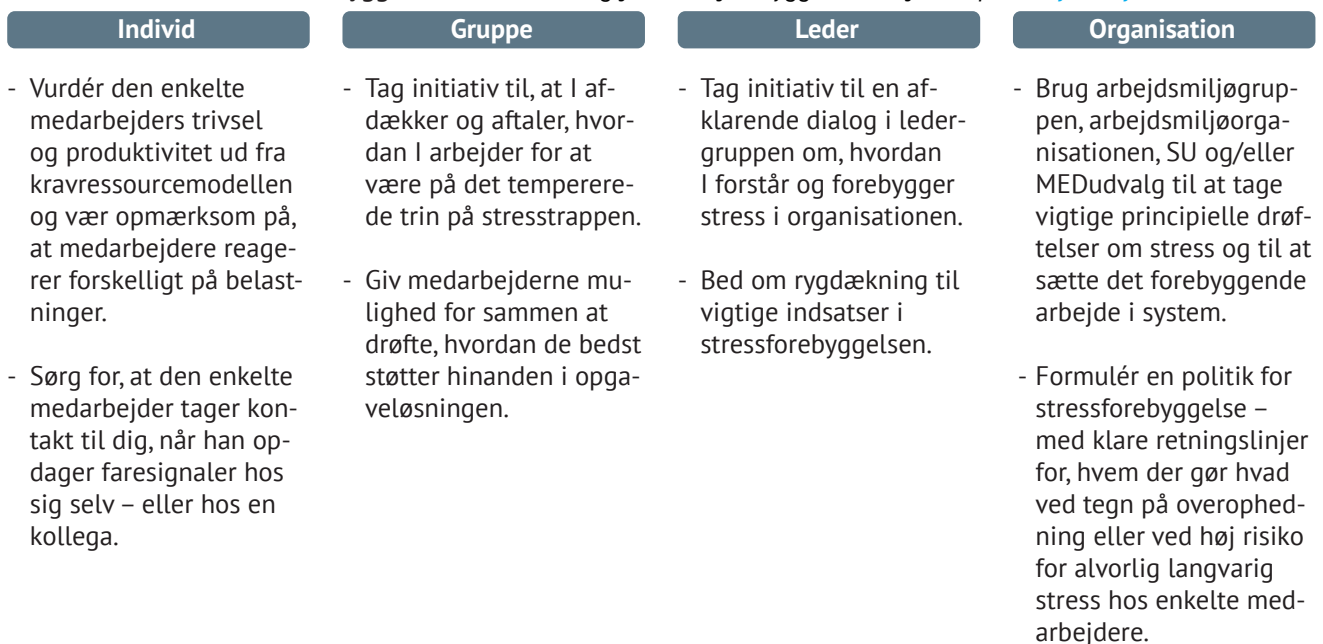 Individ
- Vurdér den enkelte
medarbejders trivsel
og produktivitet ud fra
kravressourcemodellen
og vær opmærksom på,
at medarbejdere reage-
rer forskelligt på belast-
ninger.
- Sørg for, at den enkelte
medarbejder tager kon-
takt til dig, når han op-
dager faresignaler hos
sig selv – eller hos en
kollega.
Gruppe
- Tag initiativ til, at I af-
dækker og aftaler, hvor-
dan I arbejder for at
være på det temperere-
de trin på stresstrappen.
- Giv medarbejderne mu-
lighed for sammen at
drøfte, hvordan de bedst
støtter hinanden i opga-
veløsningen.
Leder
- Tag initiativ til en af-
klarende dialog i leder-
gruppen om, hvordan
I forstår og forebygger
stress i organisationen.
- Bed om rygdækning til
vigtige indsatser i
stressforebyggelsen.
Organisation
- Brug arbejdsmiljøgrup-
pen, arbejdsmiljøorga-
nisationen, SU og/eller
MEDudvalg til at tage
vigtige principielle drøf-
telser om stress og til at
sætte det forebyggende
arbejde i system.
- Formulér en politik for
stressforebyggelse –
med klare retningslinjer
for, hvem der gør hvad
ved tegn på overophed-
ning eller ved høj risiko
for alvorlig langvarig
stress hos enkelte med-
arbejdere.